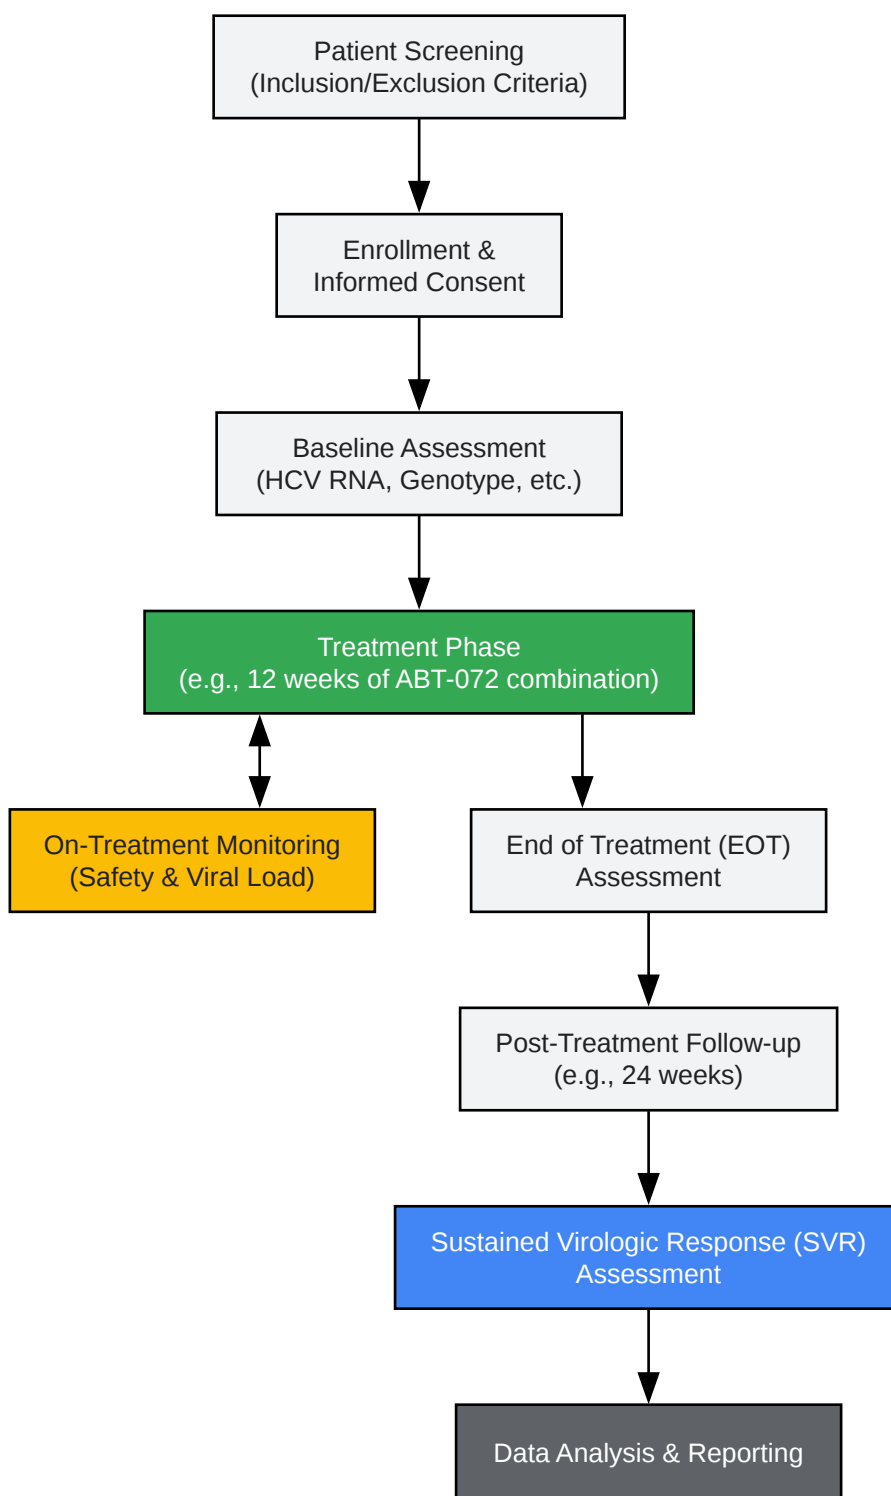 Patient Screening
(Inclusion/Exclusion Criteria)
Enrollment &
Informed Consent
Baseline Assessment
(HCV RNA, Genotype, etc.)
Treatment Phase
(e.g., 12 weeks of ABT-072 combination)
On-Treatment Monitoring
(Safety & Viral Load)
End of Treatment (EOT)
Assessment
Post-Treatment Follow-up
(e.g., 24 weeks)
Sustained Virologic Response (SVR)
Assessment
Data Analysis & Reporting